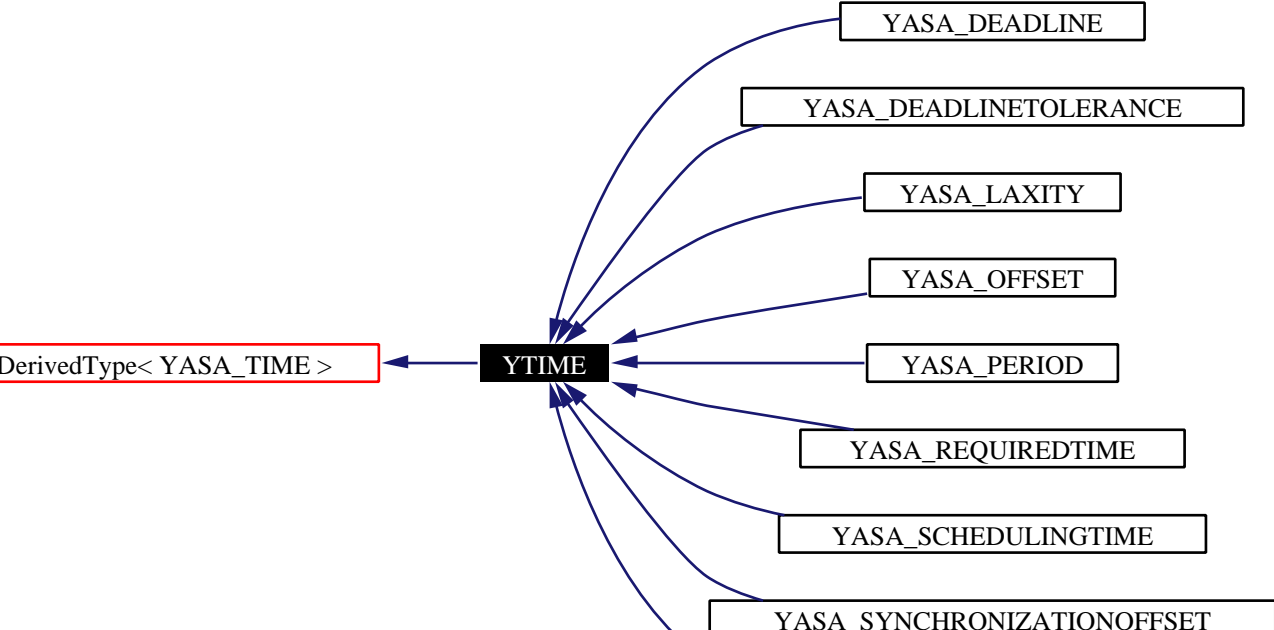 YASA_DEADLINE
YASA_DEADLINETOLERANCE
YASA_LAXITY
YASA_OFFSET
DerivedType< YASA_TIME >
YTIME
YASA_PERIOD
YASA_REQUIREDTIME
YASA_SCHEDULINGTIME
YASA_SYNCHRONIZATIONOFFSET